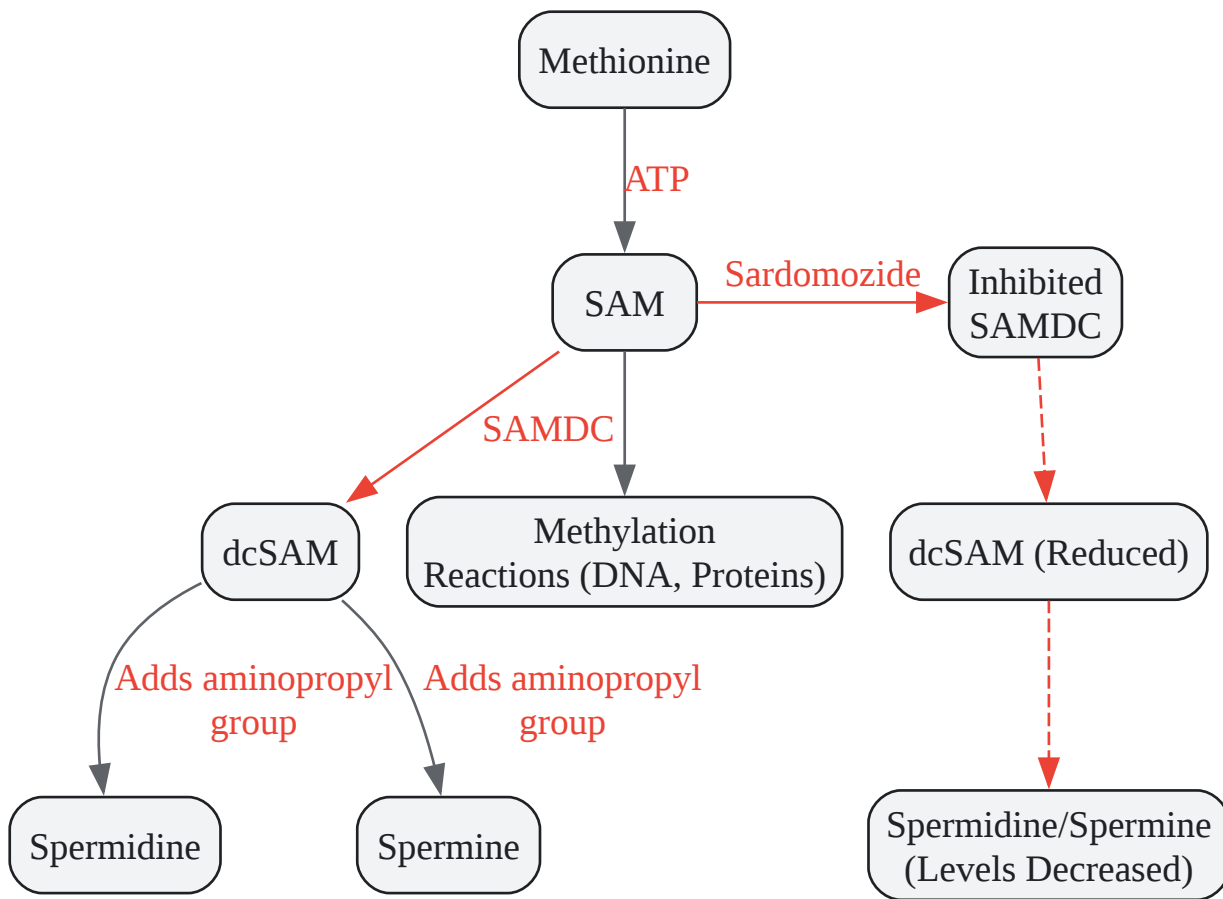 Methionine
ATP
SAM
Sardomozide
Inhibited
SAMDC
SAMDC
dcSAM
Methylation
Reactions (DNA, Proteins)
dcSAM (Reduced)
Adds aminopropyl
group
Adds aminopropyl
group
Spermidine
Spermine
Spermidine/Spermine
(Levels Decreased)